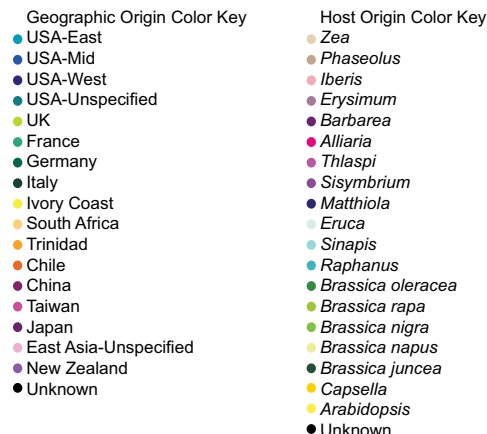 Geographic Origin Color Key
USA-East
USA-Mid
USA-West
USA-Unspecified
UK
France
Germany
Italy
Ivory Coast
South Africa
Trinidad
Chile
China
Taiwan
Japan
East Asia-Unspecified
New Zealand
Unknown
Host Origin Color Key
Zea
Phaseolus
Iberis
Erysimum
Barbarea
Alliaria
Thlaspi
Sisymbrium
Matthiola
Eruca
Sinapis
Raphanus
Brassica oleracea
Brassica rapa
Brassica nigra
Brassica napus
Brassica juncea
Capsella
Arabidopsis
Unknown